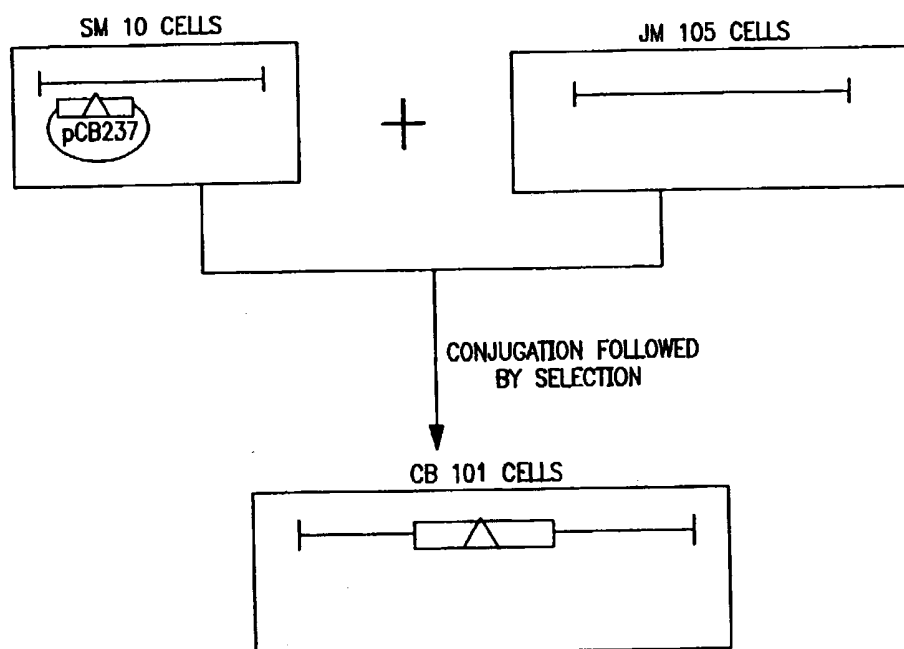 SM 10 CELLS
JM 105 CELLS
pCB237
CONJUGATION FOLLOWED
BY SELECTION
CB 101 CELLS